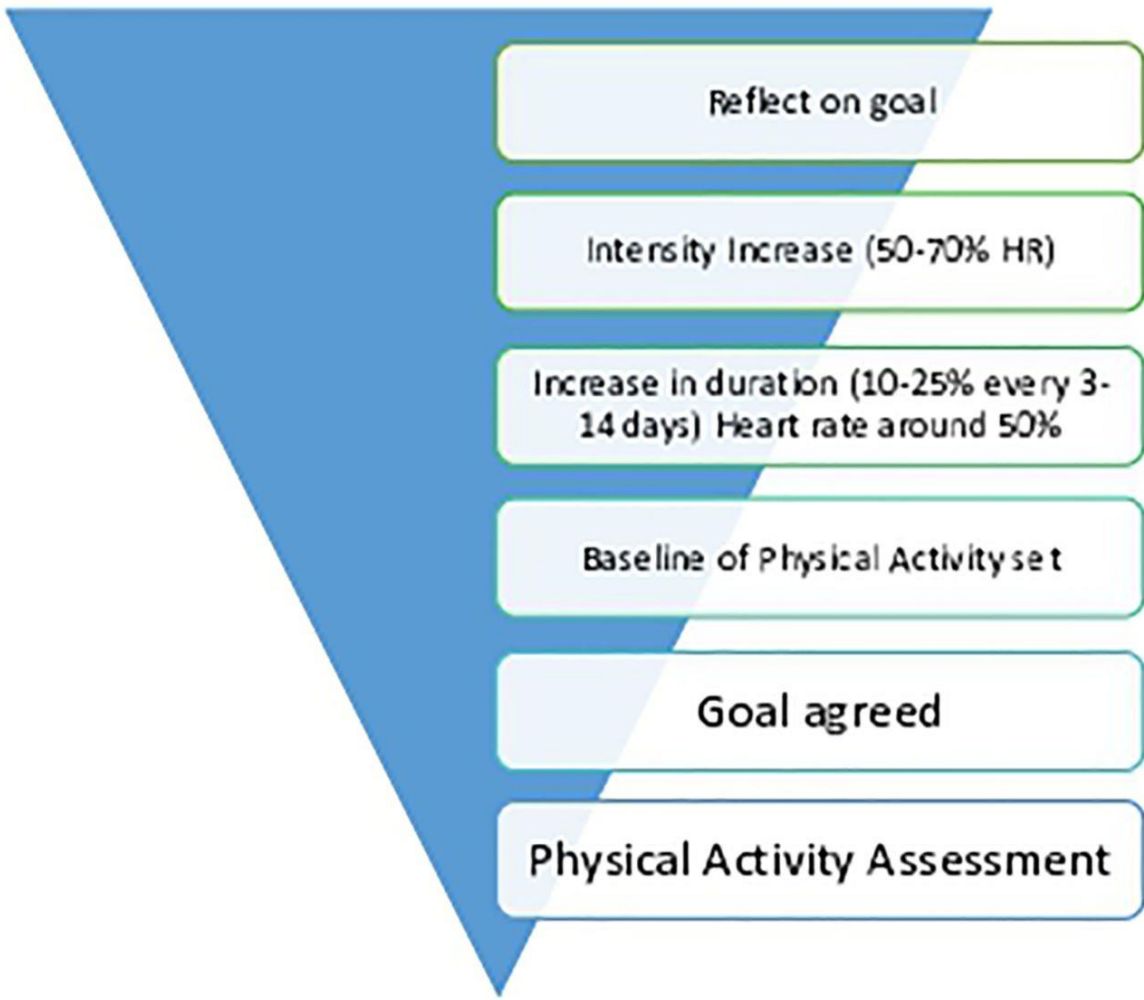 Reflect on goal
Intensity Increase (50-70% HR)
Increase in duration (10-25% every 3-
14 days) Heart rate around 50%
Baseline of Physical Activity set
Goal agreed
Physical Activity Assessment